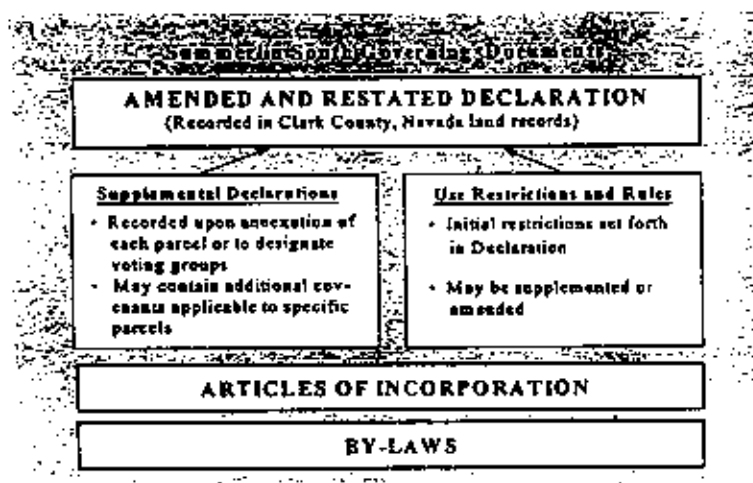 Summerlin South Governing Documents
AMENDED AND RESTATED DECLARATION
(Recorded in Clark County, Nevada land records)
Supplemental Declarations
• Recorded upon annexation of
each parcel or to designate
voting groups
• May contain additional cov-
enants applicable to specific
parcels
Use Restrictions and Rules
• Initial restrictions set forth
in Declaration
• May be supplemented or
amended
ARTICLES OF INCORPORATION
BY-LAWS